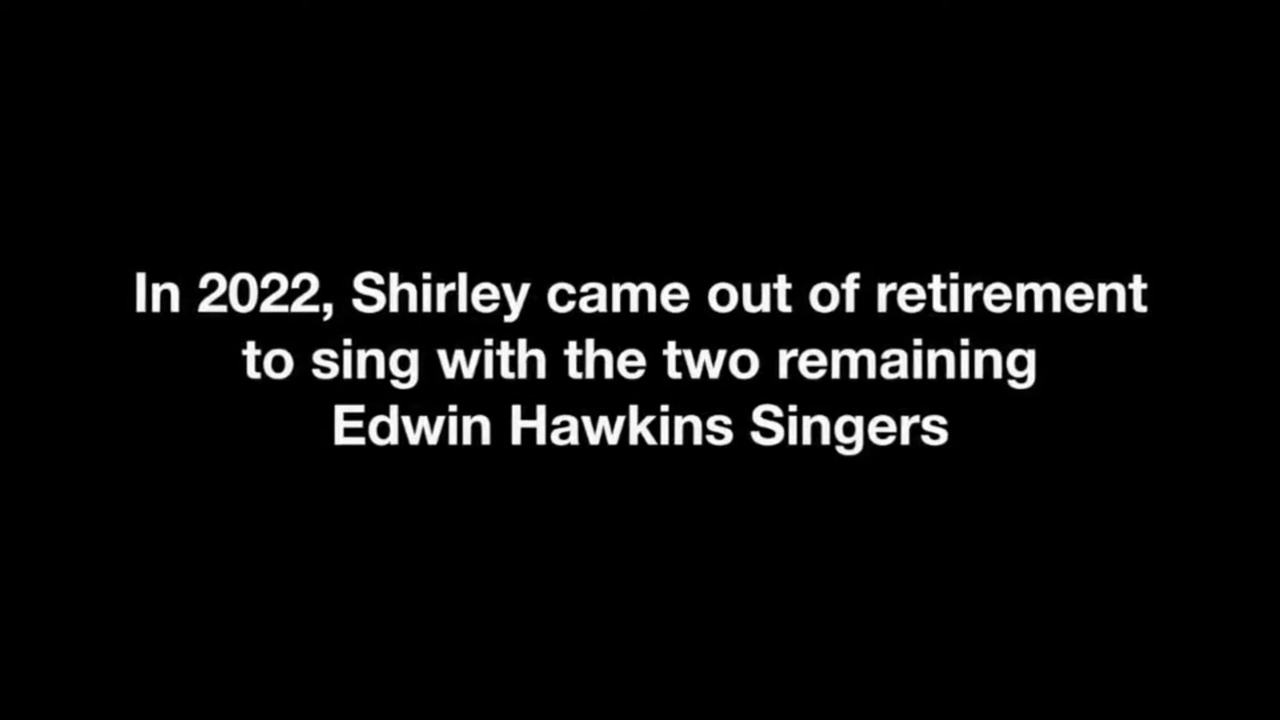 In 2022, Shirley came out of retirement
to sing with the two remaining
Edwin Hawkins Singers